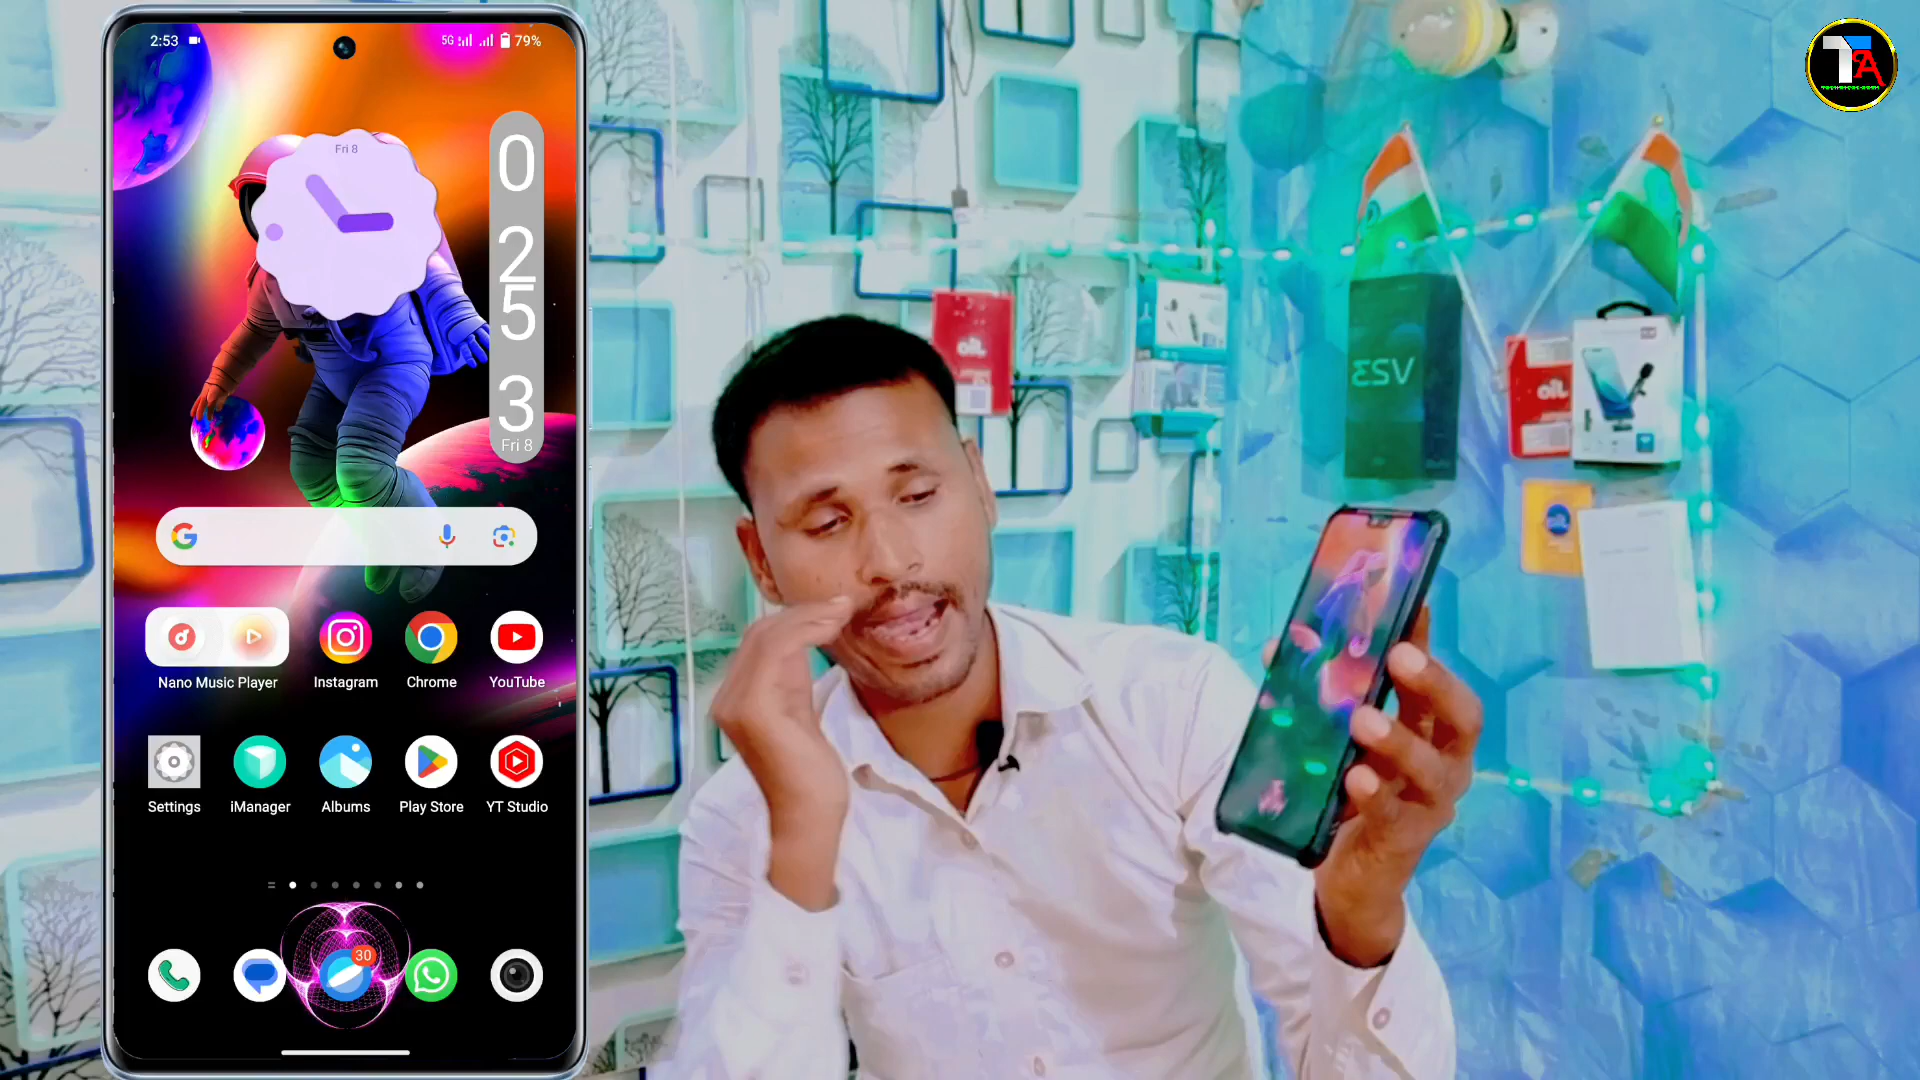 2:53
5G
79%
Fri 8
0
2
5
3
Fri 8
Nano Music Player
Instagram
Chrome
YouTube
Settings
iManager
Albums
Play Store
YT Studio
30
TA